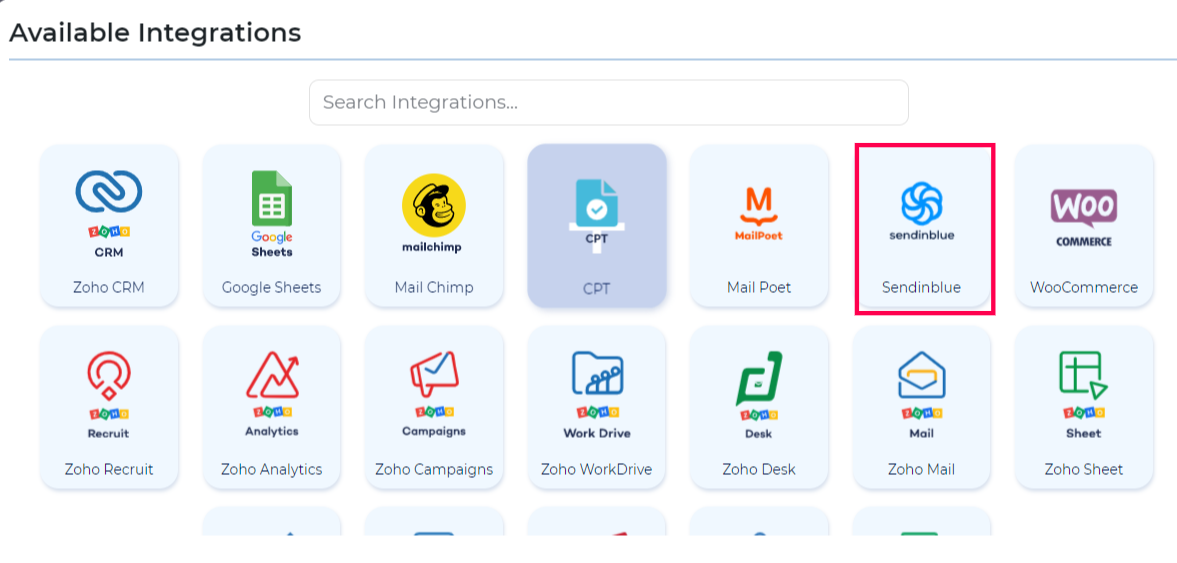 Available Integrations
Search Integrations...
ZOHO
CRM
Zoho CRM
Google
Sheets
Google Sheets
mailchimp
Mail Chimp
CPT
CPT
M
MailPoet
Mail Poet
sendinblue
Sendinblue
WOO
COMMERCE
WooCommerce
ZOHO
Recruit
Zoho Recruit
ZOHO
Analytics
Zoho Analytics
ZOHO
Campaigns
Zoho Campaigns
ZOHO
Work Drive
Zoho WorkDrive
ZOHO
Desk
Zoho Desk
ZOHO
Mail
Zoho Mail
ZOHO
Sheet
Zoho Sheet